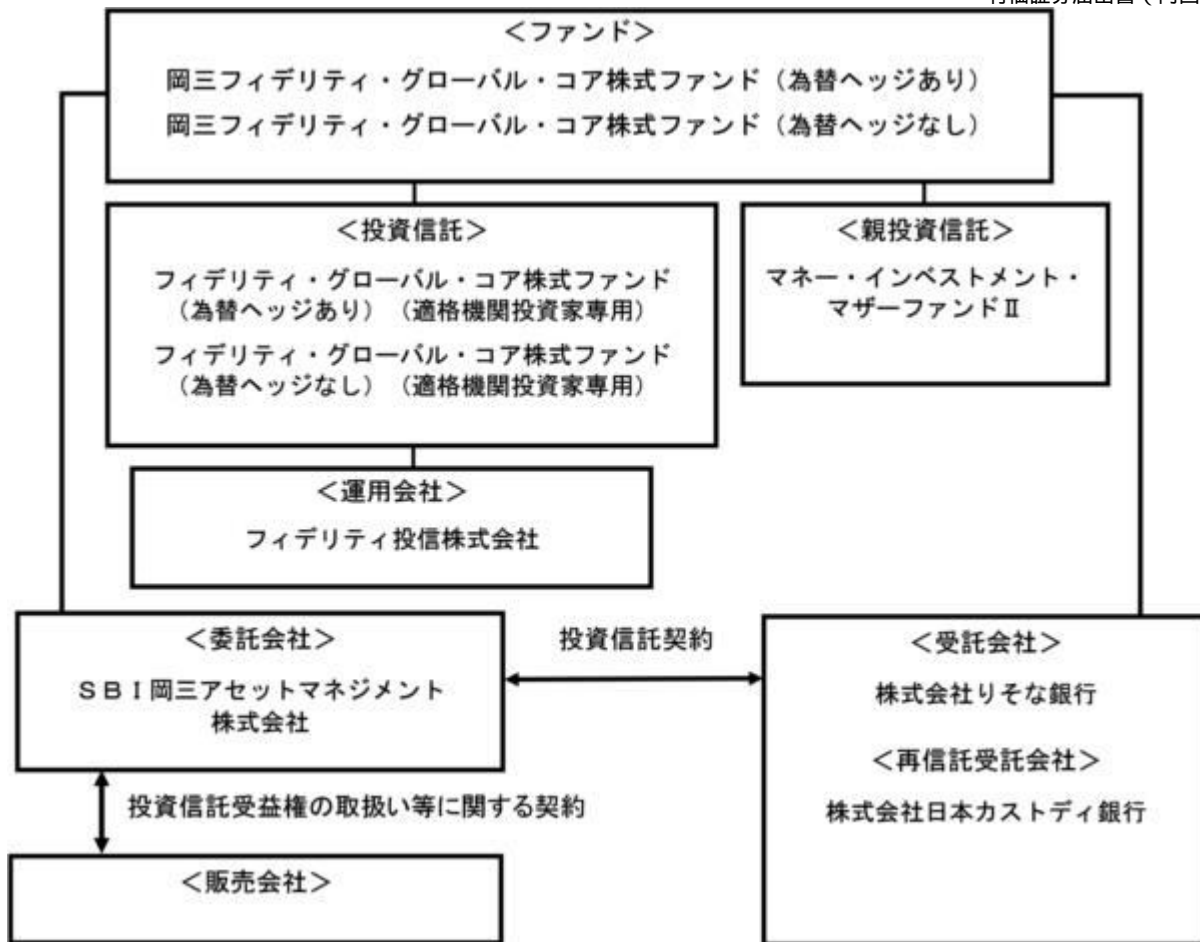 ＜ファンド＞
岡三フィデリティ・グローバル・コア株式ファンド（為替ヘッジあり）
岡三フィデリティ・グローバル・コア株式ファンド（為替ヘッジなし）
＜投資信託＞
フィデリティ・グローバル・コア株式ファンド
（為替ヘッジあり）（適格機関投資家専用）
フィデリティ・グローバル・コア株式ファンド
（為替ヘッジなし）（適格機関投資家専用）
＜親投資信託＞
マネー・インベストメント・
マザーファンドⅡ
＜運用会社＞
フィデリティ投信株式会社
＜委託会社＞
ＳＢＩ岡三アセットマネジメント
株式会社
投資信託契約
＜受託会社＞
株式会社りそな銀行
＜再信託受託会社＞
株式会社日本カストディ銀行
投資信託受益権の取扱い等に関する契約
＜販売会社＞